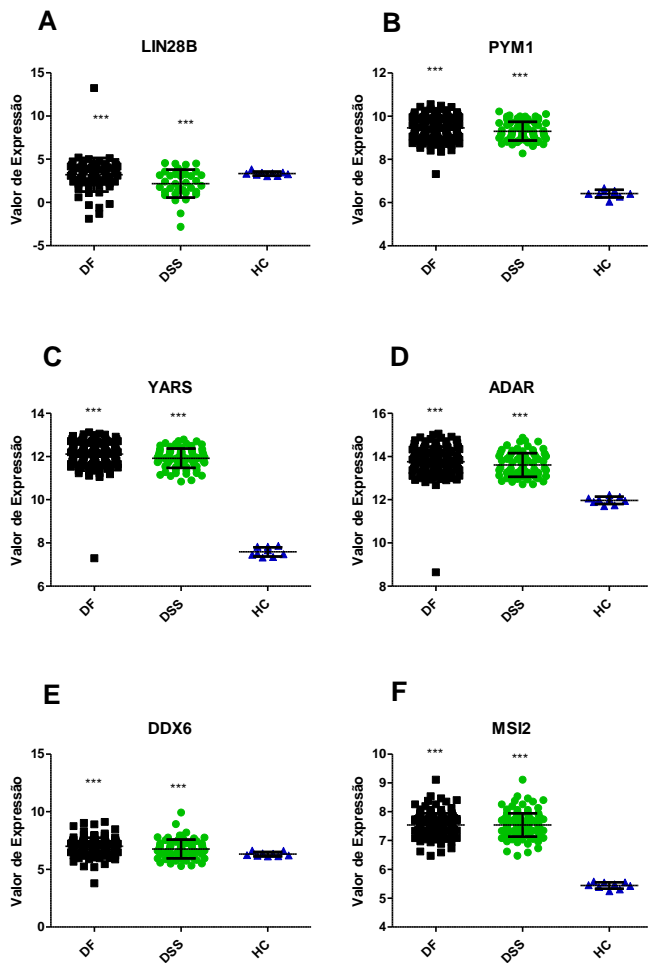 A
LIN28B
Valor de Expressão
15
10
5
0
-5
***
***
DF
DSS
HC
B
PYM1
Valor de Expressão
12
10
8
6
4
***
***
DF
DSS
HC
C
YARS
Valor de Expressão
14
12
10
8
6
***
***
DF
DSS
HC
D
ADAR
Valor de Expressão
16
14
12
10
8
***
***
DF
DSS
HC
E
DDX6
Valor de Expressão
15
10
5
0
***
***
DF
DSS
HC
F
MSI2
Valor de Expressão
10
9
8
7
6
5
4
***
***
DF
DSS
HC